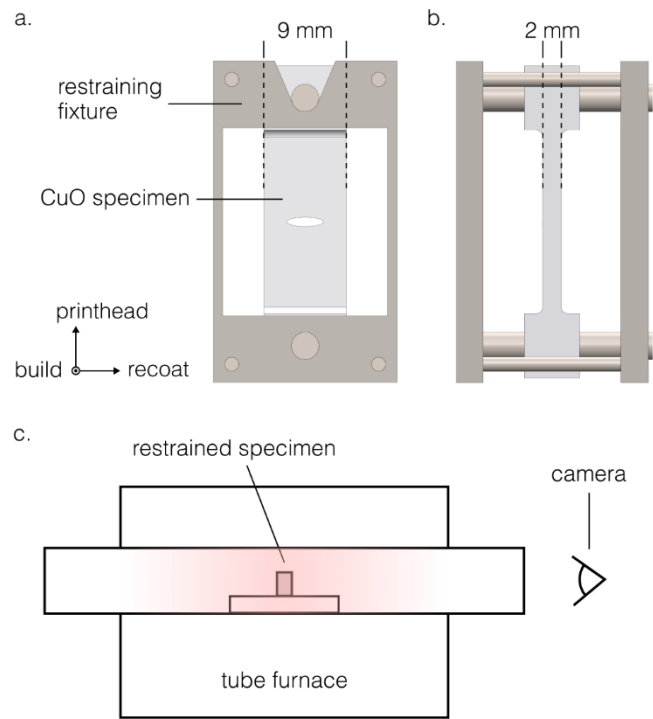 a.
9 mm
restraining
fixture
CuO specimen
printhead
build
recoat
b.
2 mm
c.
restrained specimen
camera
tube furnace